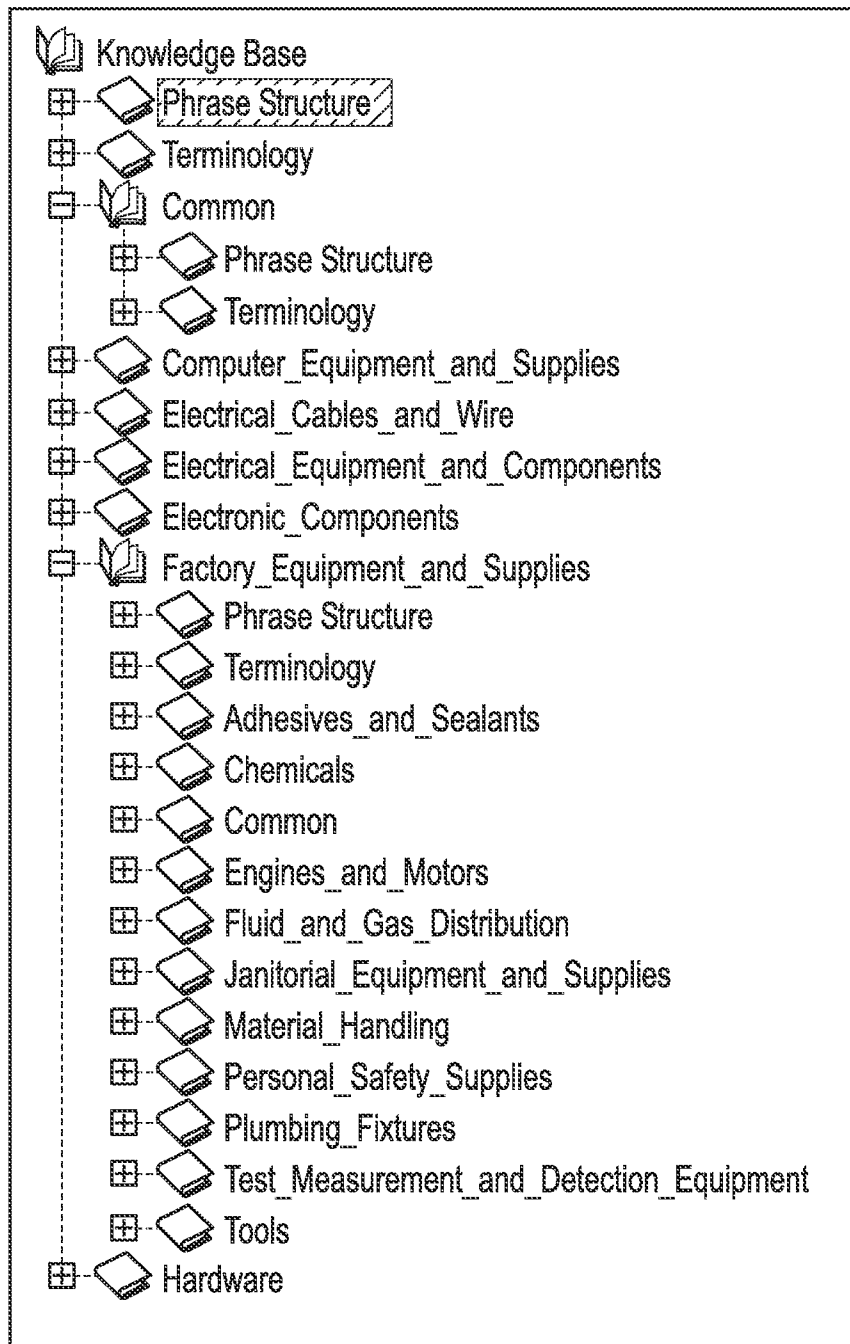 Knowledge Base
Phrase Structure
Terminology
Common
Phrase Structure
Terminology
Computer_Equipment_and_Supplies
Electrical_Cables_and_Wire
Electrical_Equipment_and_Components
Electronic_Components
Factory_Equipment_and_Supplies
Phrase Structure
Terminology
Adhesives_and_Sealants
Chemicals
Common
Engines_and_Motors
Fluid_and_Gas_Distribution
Janitorial_Equipment_and_Supplies
Material_Handling
Personal_Safety_Supplies
Plumbing_Fixtures
Test_Measurement_and_Detection_Equipment
Tools
Hardware